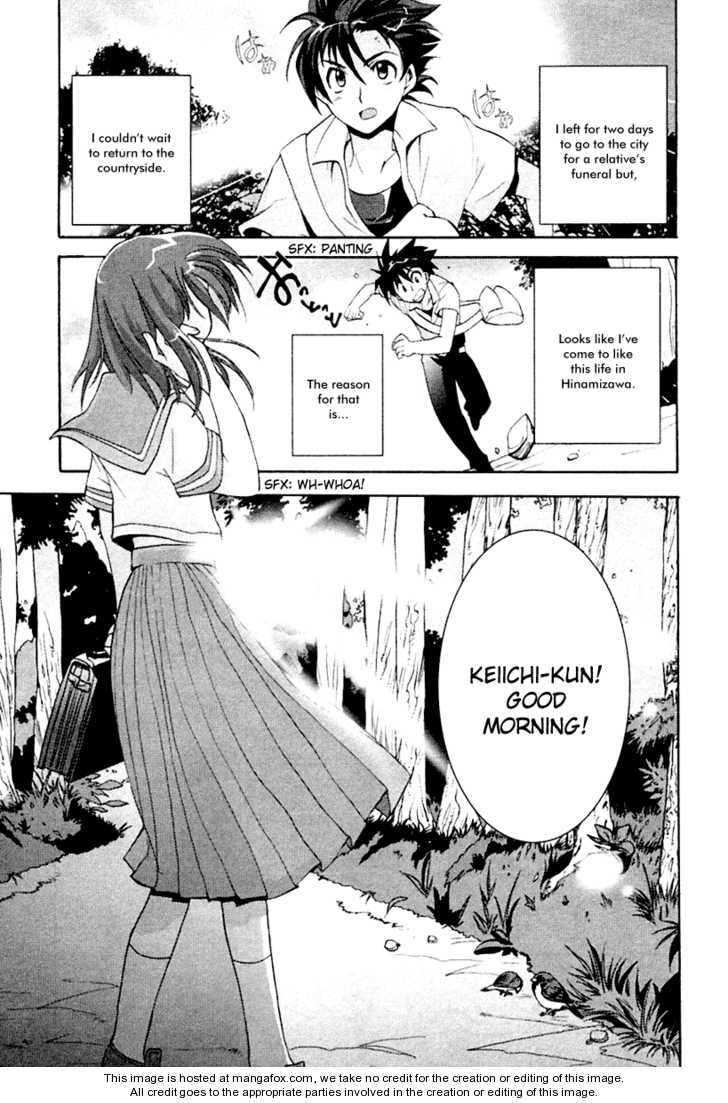 I left for two days
to go to the city
for a relative's
funeral but,
I couldn't wait
to return to the
countryside.
はぁ
はぁ
SFX: PANTING
Looks like I've
come to like
this life in
Hinamizawa.
The reason
for that
is...
SFX: WH-WHOA!
KEIICHI-KUN!
GOOD
MORNING!
This image is hosted at mangafox.com, we take no credit for the creation or editing of this image.
All credit goes to the appropriate parties involved in the creation or editing of this image.